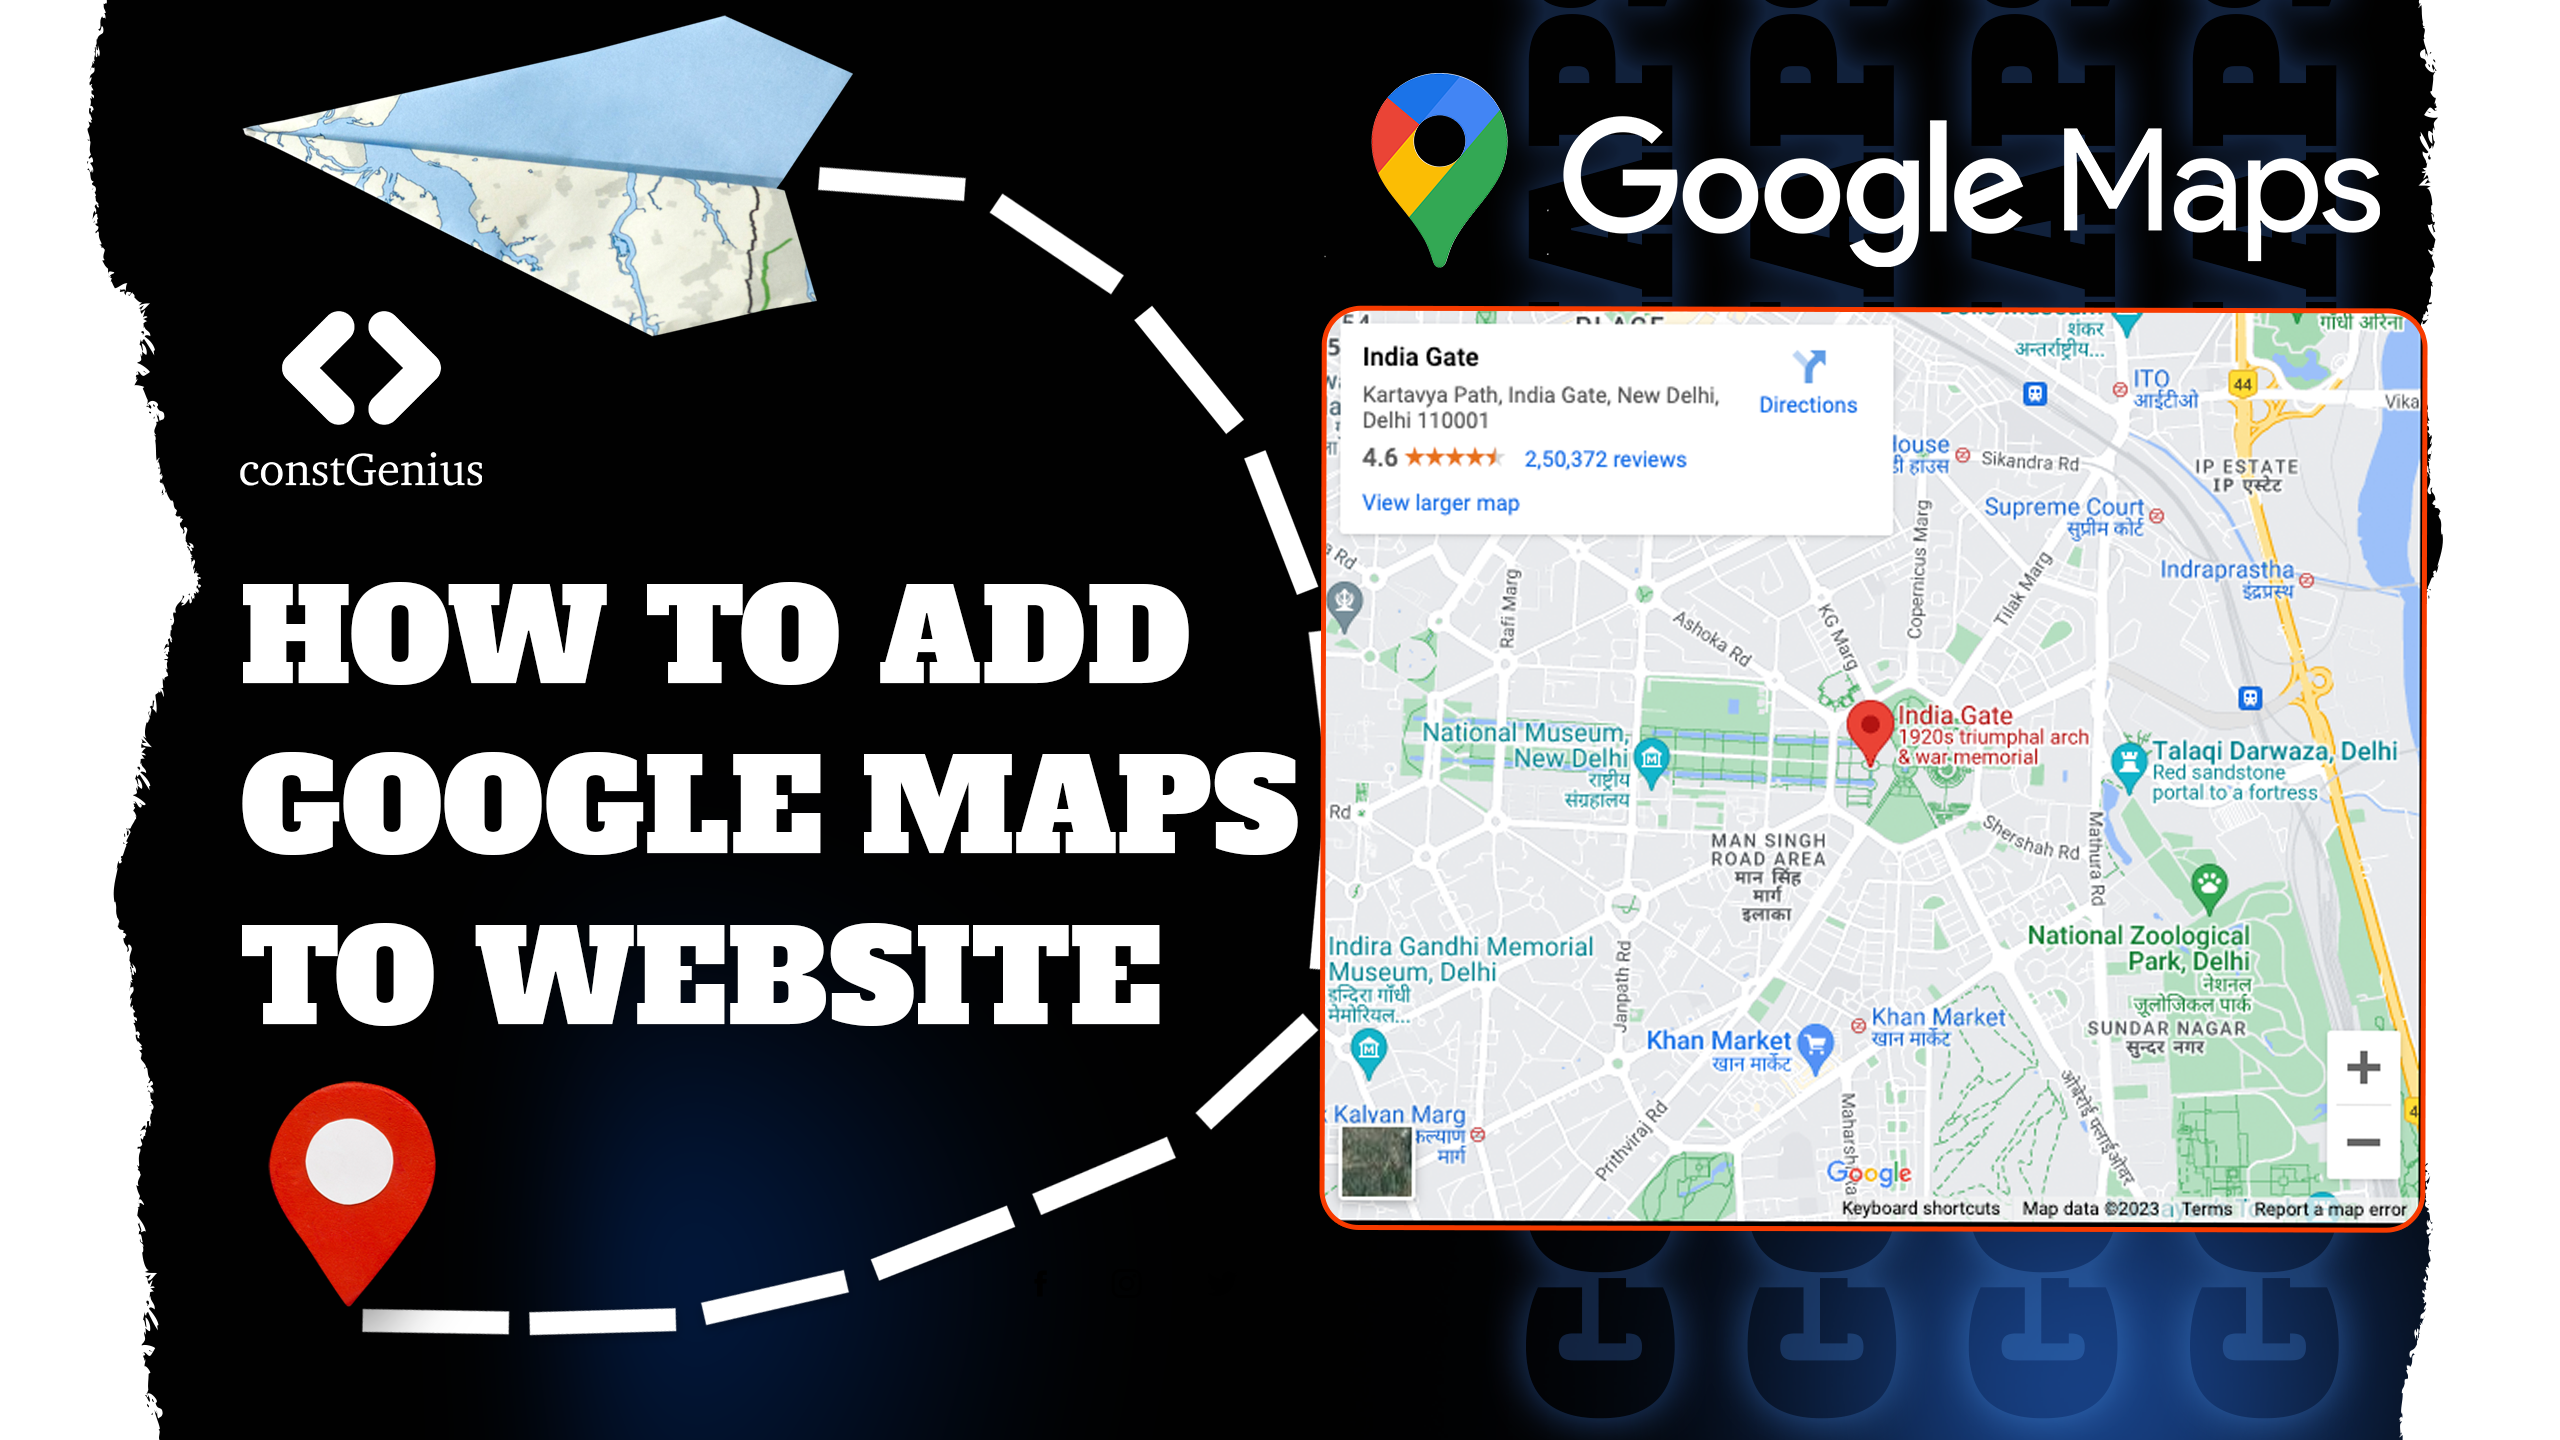 Google Maps
constGenius
HOW TO ADD
GOOGLE MAPS
TO WEBSITE
India Gate
Kartavya Path, India Gate, New Delhi,
Delhi 110001
4.6
2,50,372 reviews
Directions
View larger map
शंकर
अन्तर्राष्ट्रीय...
गांधी अरिना
ITO
आईटीओ
44
Vika
Sikandra Rd
IP ESTATE
IP एस्टेट
Supreme Court
सुप्रीम कोर्ट
Indraprastha
इंद्रप्रस्थ
Copernicus Marg
Tilak Marg
Rafi Marg
Ashoka Rd
KG Marg
India Gate
1920s triumphal arch
& war memorial
National Museum,
New Delhi
राष्ट्रीय
संग्रहालय
Talaqi Darwaza, Delhi
Red sandstone
portal to a fortress
Rd
MAN SINGH
ROAD AREA
मान सिंह
मार्ग
इलाका
Shershah Rd
Mathura Rd
National Zoological
Park, Delhi
नेशनल
जूलोजिकल पार्क
Indira Gandhi Memorial
Museum, Delhi
इन्दिरा गाँधी
मेमोरियल...
Janpath Rd
Khan Market
खान मार्केट
Khan Market
खान मार्केट
SUNDAR NAGAR
सुन्दर नगर
Kalyan Marg
कल्याण
मार्ग
Prithviraj Rd
ओबेरॉई फ्लाईओवर
Google
Keyboard shortcuts
Map data ©2023
Terms
Report a map error